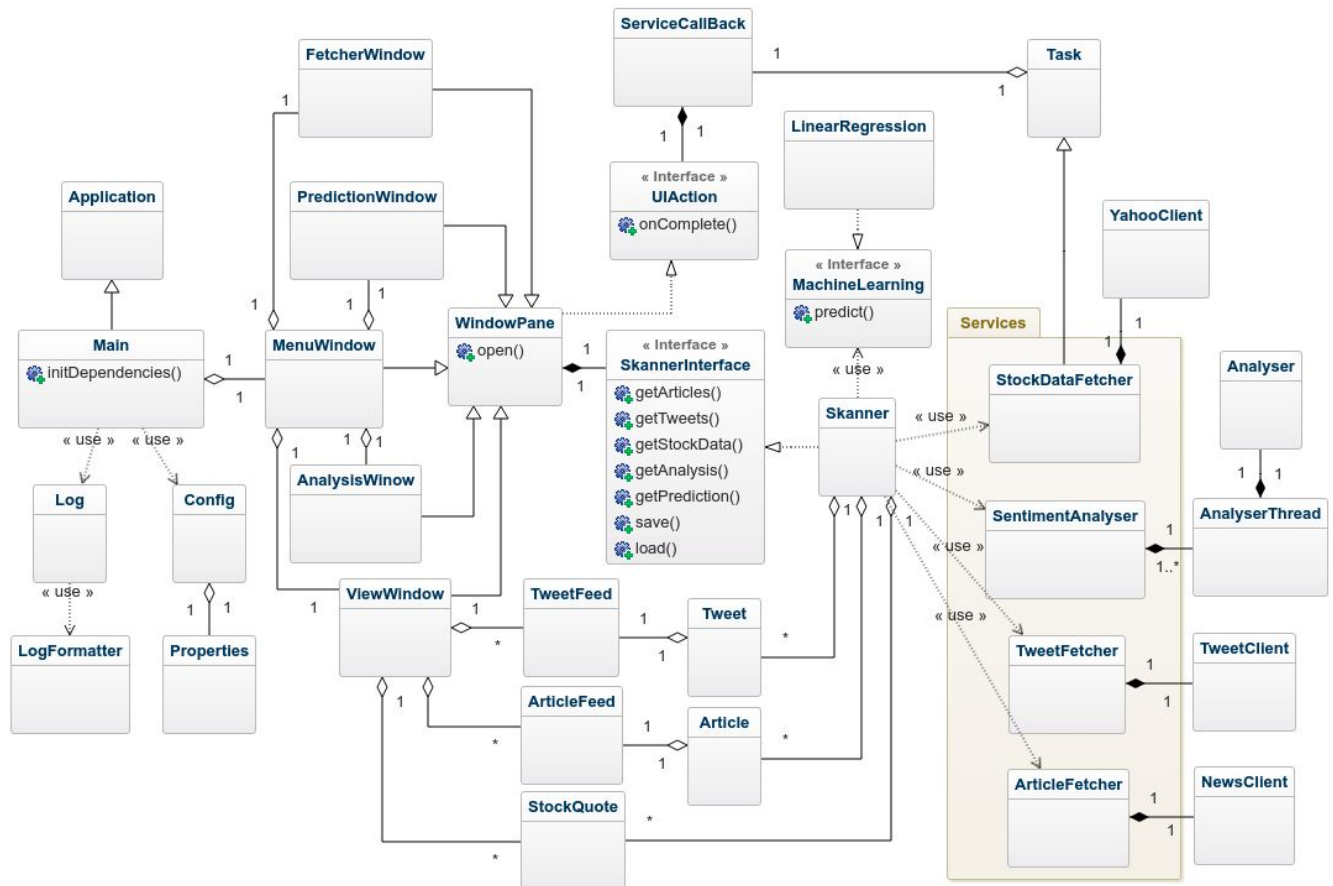 ServiceCallBack
1
1
Task
FetcherWindow
1
1
1
1
LinearRegression
« Interface »
UIAction
onComplete()
Application
PredictionWindow
1
1
YahooClient
1
1
« Interface »
MachineLearning
predict()
« use »
Main
initDependencies()
1
1
MenuWindow
WindowPane
open()
1
1
« Interface »
SkannerInterface
getArticles()
getTweets()
getStockData()
getAnalysis()
getPrediction()
save()
load()
Services
StockDataFetcher
Skanner
« use »
« use »
« use »
« use »
1
1
1
Analyser
1
1
« use »
« use »
1
1
1
AnalysisWinow
Log
Config
« use »
1
1
LogFormatter
Properties
SentimentAnalyser
1
1..*
AnalyserThread
1
ViewWindow
1
*
TweetFeed
1
1
Tweet
*
TweetFetcher
1
1
TweetClient
1
*
ArticleFeed
1
1
Article
*
ArticleFetcher
1
1
NewsClient
StockQuote
*
*